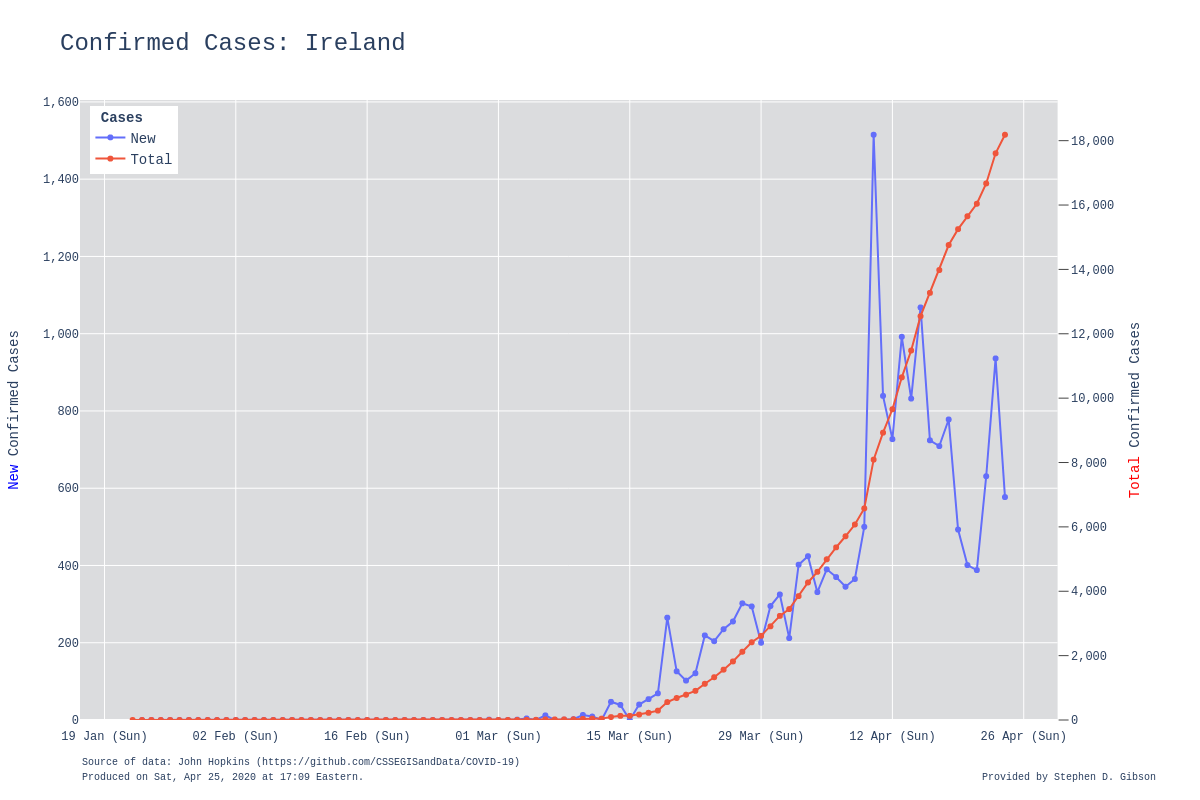 Confirmed Cases: Ireland
Cases
New
Total
1,600
1,400
1,200
1,000
800
600
400
200
0
New Confirmed Cases
18,000
16,000
14,000
12,000
10,000
8,000
6,000
4,000
2,000
0
Total Confirmed Cases
19 Jan (Sun) 02 Feb (Sun) 16 Feb (Sun) 01 Mar (Sun) 15 Mar (Sun) 29 Mar (Sun) 12 Apr (Sun) 26 Apr (Sun)
Source of data: John Hopkins (https://github.com/CSSEGISandData/COVID-19)
Produced on Sat, Apr 25, 2020 at 17:09 Eastern.
Provided by Stephen D. Gibson